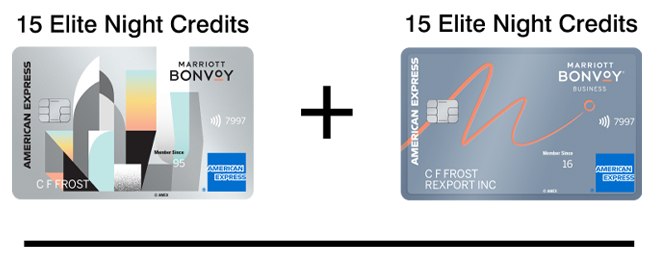 15 Elite Night Credits
15 Elite Night Credits
AMERICAN EXPRESS
MARRIOTT
BONVOY
7997
Member Since
95
C F FROST
AMERICAN
EXPRESS
© AMEX
+
AMERICAN EXPRESS
MARRIOTT
BONVOY
BUSINESS
7997
Member Since
16
C F FROST
REXPORT INC
AMERICAN
EXPRESS
© AMEX